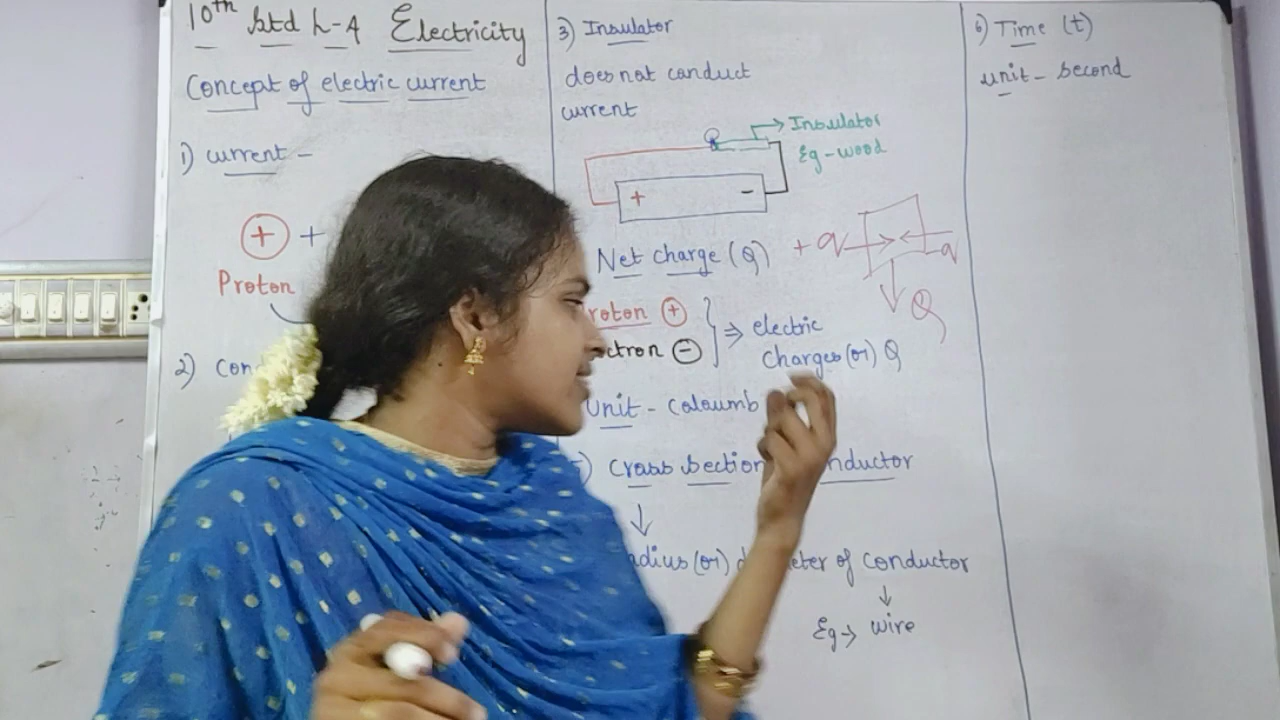 10th Std L-4 Electricity
Concept of electric current
1) current -
+ +
Proton
2) Con
3) Insulator
does not conduct
current
Insulator
Eg-wood
+ -
Net charge (Q)
+q -q
Q
roton +
ctron -
⇒ electric
charges (or) Q
Unit - Coloumb
) Cross section nductor
adius (or) d eter of conductor
Eg → wire
6) Time (t)
unit - second